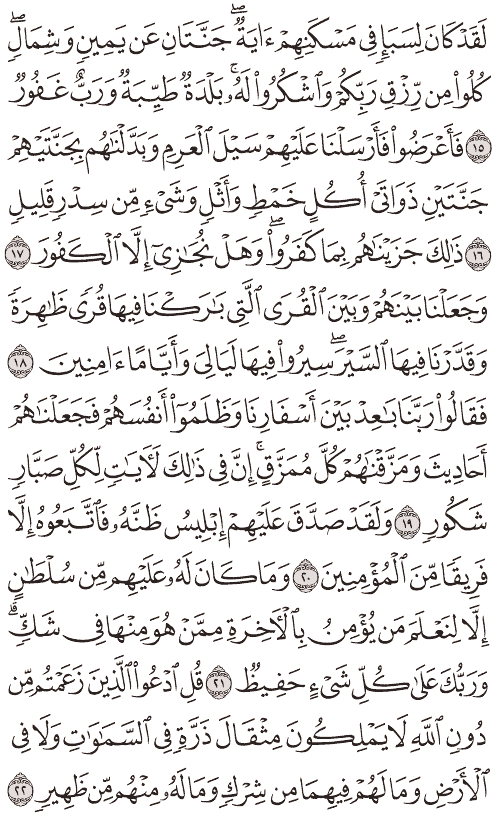 لَقَدْ كَانَ لِسَبَإٍ فِى مَسْكَنِهِمْ ءَايَةٌ ۖ جَنَّتَانِ عَن يَمِينٍ وَشِمَالٍ ۖ
كُلُوا۟ مِن رِّزْقِ رَبِّكُمْ وَٱشْكُرُوا۟ لَهُۥ ۚ بَلْدَةٌ طَيِّبَةٌ وَرَبٌّ غَفُورٌ
١٥ فَأَعْرَضُوا۟ فَأَرْسَلْنَا عَلَيْهِمْ سَيْلَ ٱلْعَرِمِ وَبَدَّلْنَٰهُم بِجَنَّتَيْهِمْ
جَنَّتَيْنِ ذَوَاتَىْ أُكُلٍ خَمْطٍ وَأَثْلٍ وَشَىْءٍ مِّن سِدْرٍ قَلِيلٍ
١٦ ذَٰلِكَ جَزَيْنَٰهُم بِمَا كَفَرُوا۟ ۖ وَهَلْ نُجَٰزِىٓ إِلَّا ٱلْكَفُورَ ١٧
وَجَعَلْنَا بَيْنَهُمْ وَبَيْنَ ٱلْقُرَى ٱلَّتِى بَٰرَكْنَا فِيهَا قُرًى ظَٰهِرَةً
وَقَدَّرْنَا فِيهَا ٱلسَّيْرَ ۖ سِيرُوا۟ فِيهَا لَيَالِىَ وَأَيَّامًا ءَامِنِينَ ١٨
فَقَالُوا۟ رَبَّنَا بَٰعِدْ بَيْنَ أَسْفَارِنَا وَظَلَمُوٓا۟ أَنفُسَهُمْ فَجَعَلْنَٰهُمْ
أَحَادِيثَ وَمَزَّقْنَٰهُمْ كُلَّ مُمَزَّقٍ ۚ إِنَّ فِى ذَٰلِكَ لَءَايَٰتٍ لِّكُلِّ صَبَّارٍ
شَكُورٍ ١٩ وَلَقَدْ صَدَّقَ عَلَيْهِمْ إِبْلِيسُ ظَنَّهُۥ فَٱتَّبَعُوهُ إِلَّا
فَرِيقًا مِّنَ ٱلْمُؤْمِنِينَ ٢٠ وَمَا كَانَ لَهُۥ عَلَيْهِم مِّن سُلْطَٰنٍ
إِلَّا لِنَعْلَمَ مَن يُؤْمِنُ بِٱلْءَاخِرَةِ مِمَّنْ هُوَ مِنْهَا فِى شَكٍّ ۗ
وَرَبُّكَ عَلَىٰ كُلِّ شَىْءٍ حَفِيظٌ ٢١ قُلِ ٱدْعُوا۟ ٱلَّذِينَ زَعَمْتُم مِّن
دُونِ ٱللَّهِ ۖ لَا يَمْلِكُونَ مِثْقَالَ ذَرَّةٍ فِى ٱلسَّمَٰوَٰتِ وَلَا فِى
ٱلْأَرْضِ وَمَا لَهُمْ فِيهِمَا مِن شِرْكٍ وَمَا لَهُۥ مِنْهُم مِّن ظَهِيرٍ ٢٢